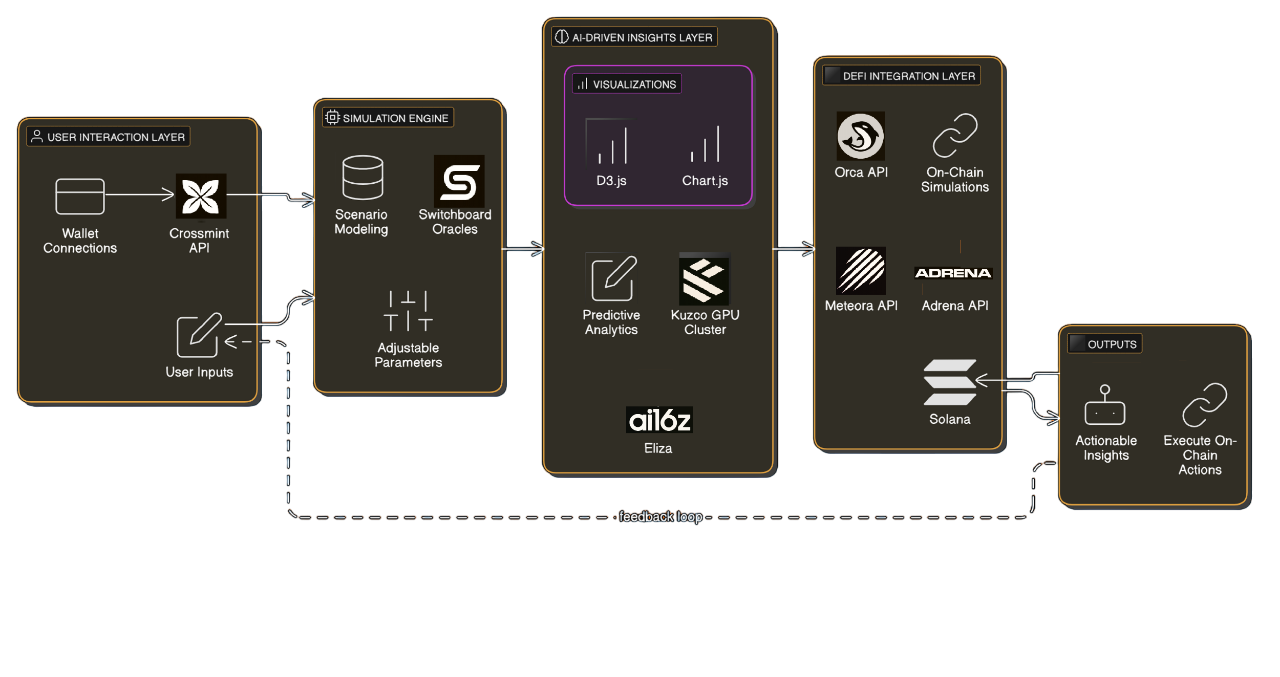 USER INTERACTION LAYER
Wallet
Connections
Crossmint
API
User Inputs
SIMULATION ENGINE
Scenario
Modeling
Switchboard
Oracles
Adjustable
Parameters
AI-DRIVEN INSIGHTS LAYER
VISUALIZATIONS
D3.js
Chart.js
Predictive
Analytics
Kuzco GPU
Cluster
ai16z
Eliza
DEFI INTEGRATION LAYER
Orca API
On-Chain
Simulations
Meteora API
ADRENA
Adrena API
Solana
OUTPUTS
Actionable
Insights
Execute On-
Chain
Actions
feedback loop